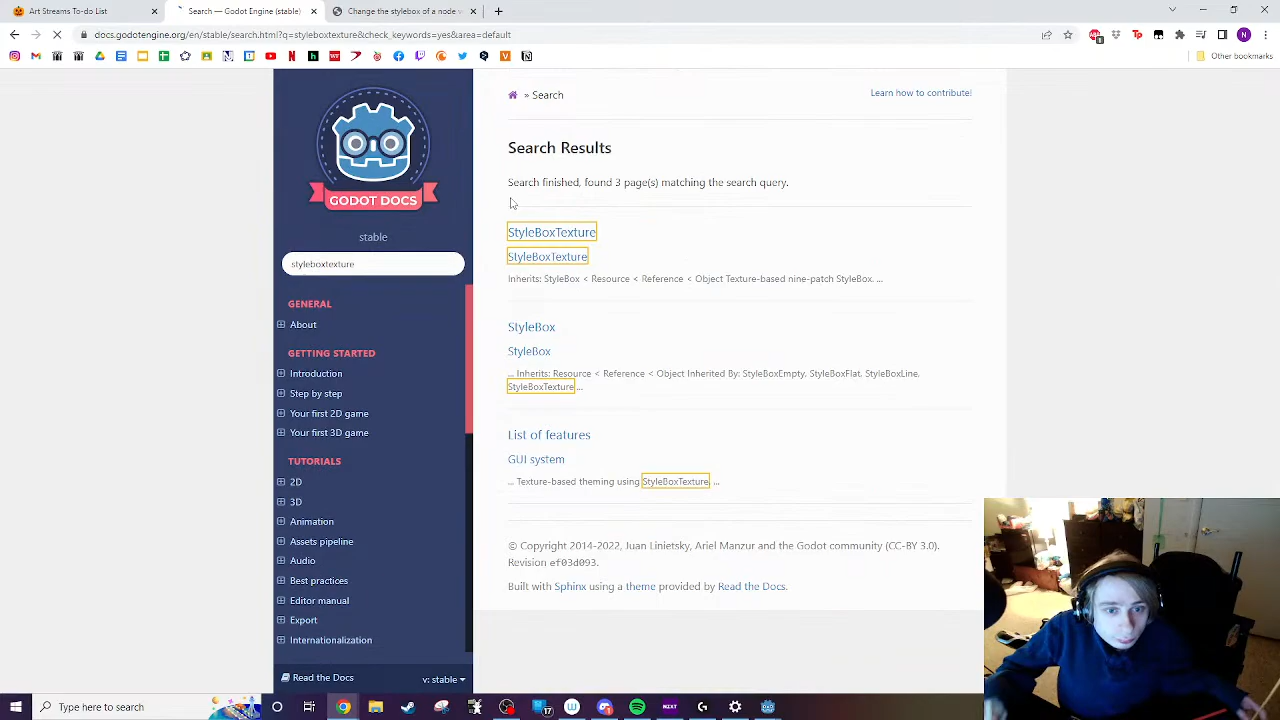 Art Streams To-do List
Search — Godot Engine (stable)
Change the stylebox of a node v
docs.godotengine.org/en/stable/search.html?q=styleboxtexture&check_keywords=yes&area=default
Other bookmarks
GODOT DOCS
stable
styleboxtexture
GENERAL
About
GETTING STARTED
Introduction
Step by step
Your first 2D game
Your first 3D game
TUTORIALS
2D
3D
Animation
Assets pipeline
Audio
Best practices
Editor manual
Export
Internationalization
Read the Docs
v: stable
» Search
Learn how to contribute!
Search Results
Search finished, found 3 page(s) matching the search query.
StyleBoxTexture
StyleBoxTexture
Inherits: StyleBox < Resource < Reference < Object Texture-based nine-patch StyleBox. ...
StyleBox
StyleBox
... Inherits: Resource < Reference < Object Inherited By: StyleBoxEmpty, StyleBoxFlat, StyleBoxLine,
StyleBoxTexture ...
List of features
GUI system
... Texture-based theming using StyleBoxTexture. ...
© Copyright 2014-2022, Juan Linietsky, Ariel Manzur and the Godot community (CC-BY 3.0).
Revision ef03d093.
Built with Sphinx using a theme provided by Read the Docs.
Type here to search
NEXT